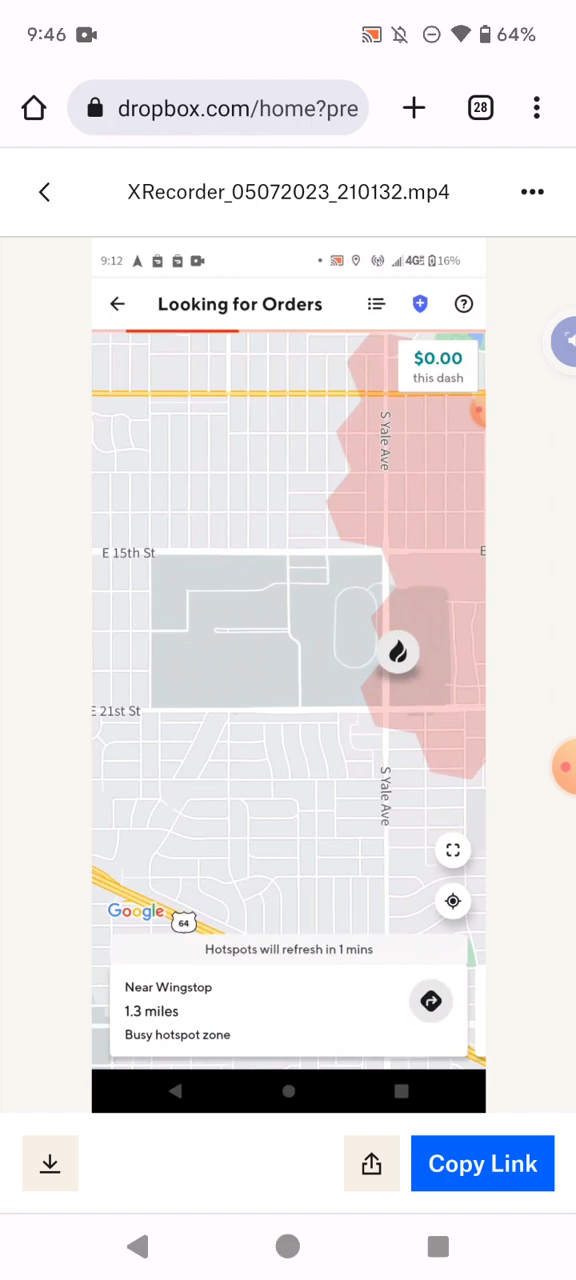 9:46
64%
dropbox.com/home?pre
28
XRecorder_05072023_210132.mp4
9:12
4GE 16%
Looking for Orders
$0.00
this dash
S Yale Ave
E 15th St
E
E 21st St
S Yale Ave
Google
64
Hotspots will refresh in 1 mins
Near Wingstop
1.3 miles
Busy hotspot zone
Copy Link